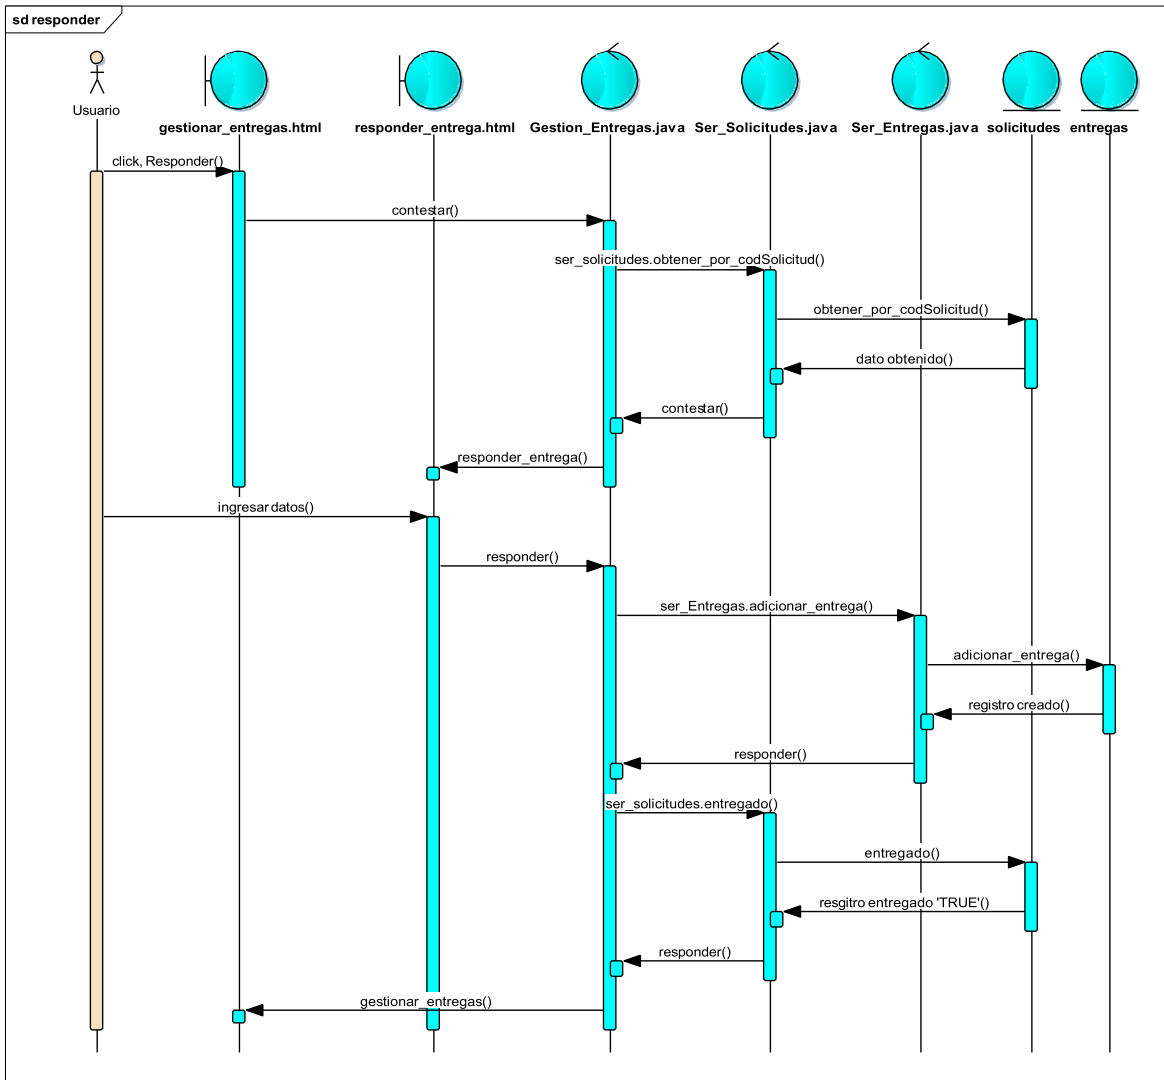 sd responder
Usuario
gestionar_entregas.html
responder_entrega.html
Gestion_Entregas.java
Ser_Solicitudes.java
Ser_Entregas.java
solicitudes
entregas
click, Responder()
contestar()
ser_solicitudes.obtener_por_codSolicitud()
obtener_por_codSolicitud()
dato obtenido()
contestar()
responder_entrega()
ingresar datos()
responder()
ser_Entregas.adicionar_entrega()
adicionar_entrega()
registro creado()
responder()
ser_solicitudes.entregado()
entregado()
resgitro entregado 'TRUE'()
responder()
gestionar_entregas()